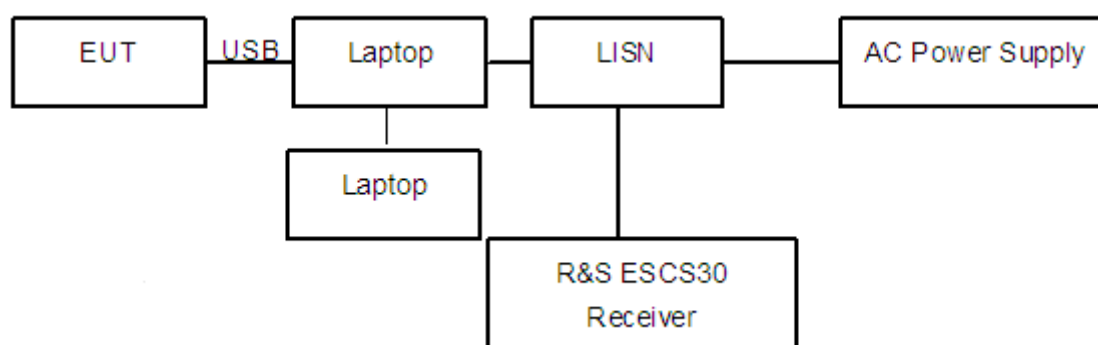 EUT
USB
Laptop
LISN
AC Power Supply
Laptop
R&S ESCS30
Receiver